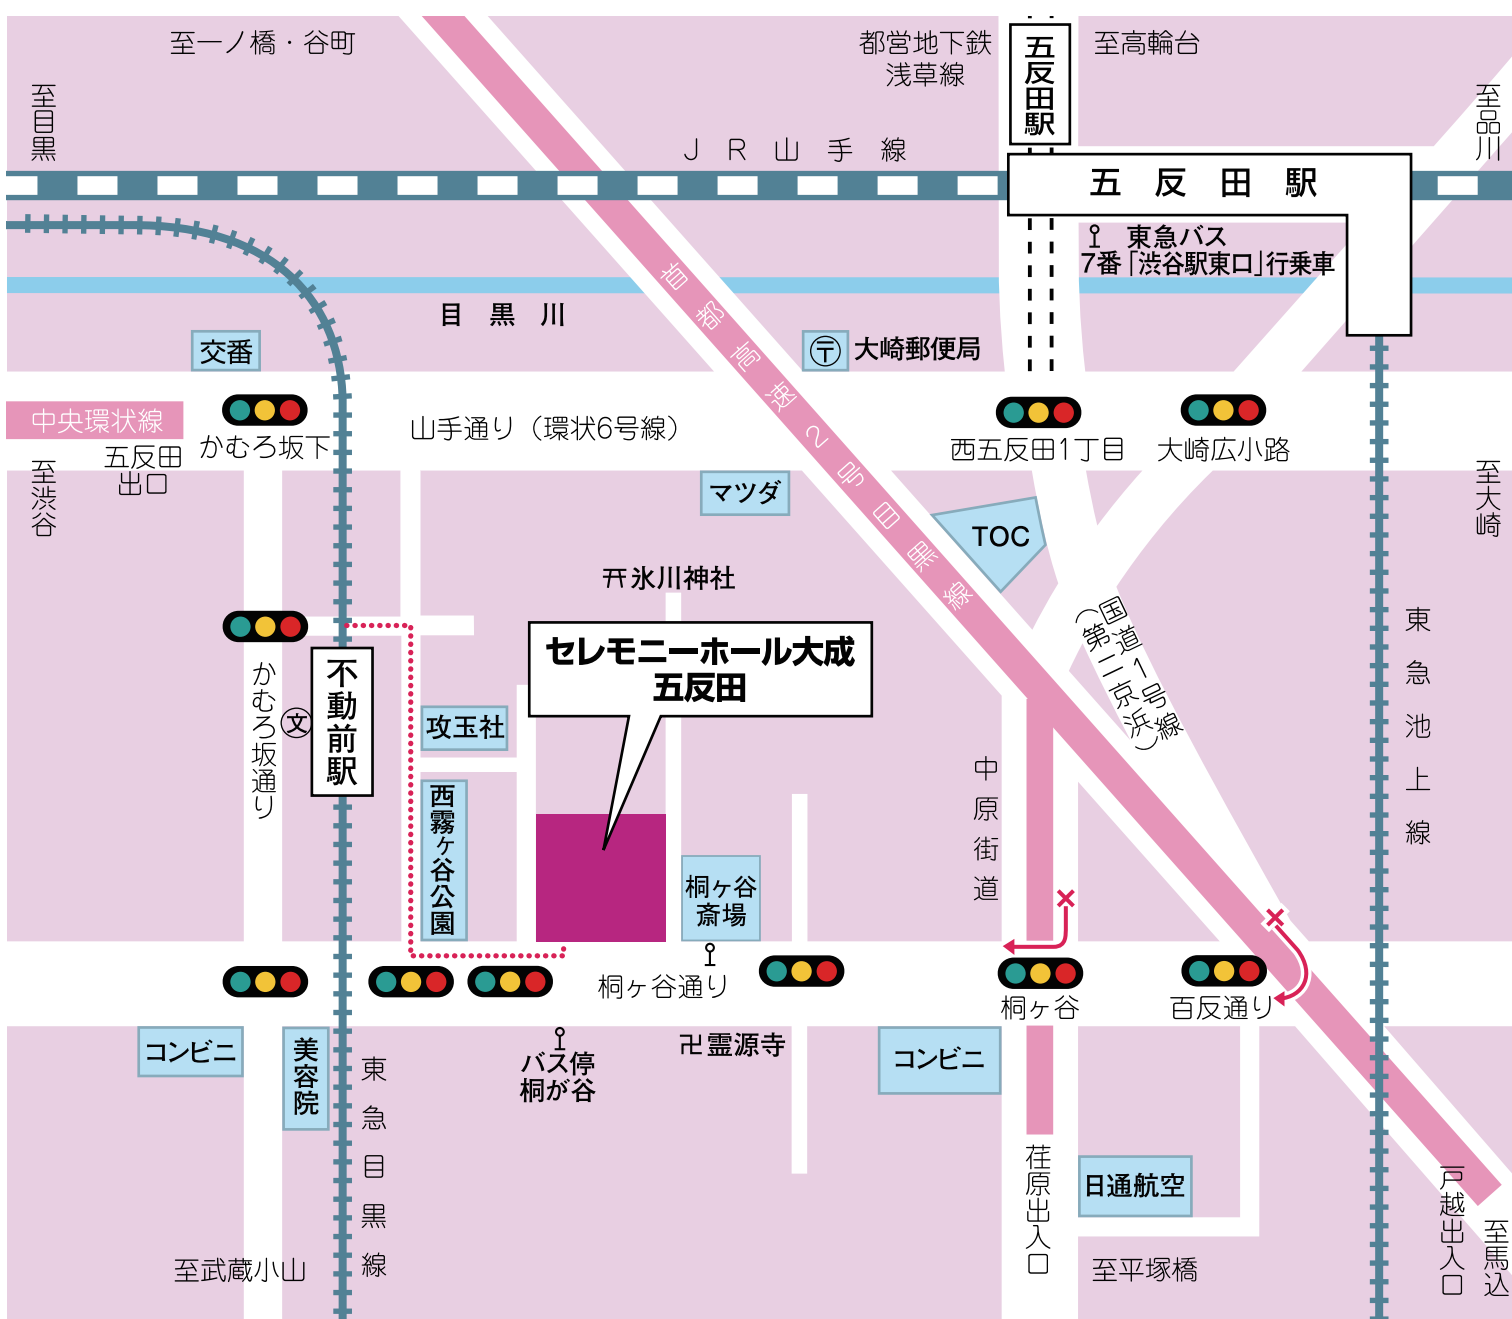 至一ノ橋・谷町
都営地下鉄
浅草線
五反田駅
至高輪台
至目黒
至品川
JR山手線
五反田駅
東急バス
7番「渋谷駅東口」行乗車
目黒川
首都高速2号目黒線
交番
〒大崎郵便局
中央環状線
五反田
出口
かむろ坂下
山手通り（環状6号線）
西五反田1丁目
大崎広小路
至渋谷
至大崎
マツダ
TOC
氷川神社
セレモニーホール大成
五反田
国道1号線
（第二京浜）
東急池上線
かむろ坂通り
文
不動前駅
攻玉社
西霧ヶ谷公園
桐ヶ谷
斎場
中原街道
桐ヶ谷通り
桐ヶ谷
百反通り
コンビニ
美容院
東急目黒線
バス停
桐が谷
卍霊源寺
コンビニ
荏原出入口
日通航空
戸越出入口
至馬込
至武蔵小山
至平塚橋